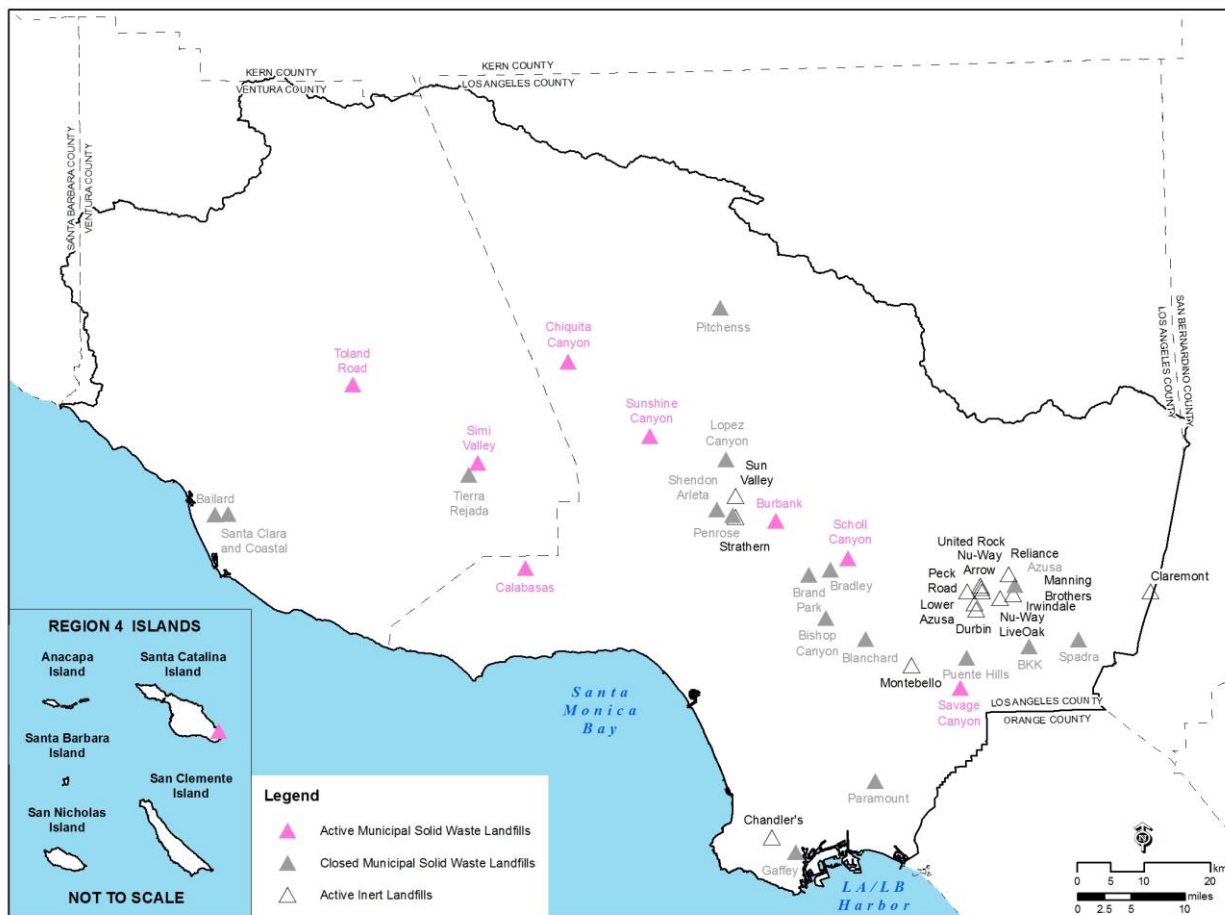 KERN COUNTY
VENTURA COUNTY
KERN COUNTY
LOS ANGELES COUNTY
SANTA BARBARA COUNTY
VENTURA COUNTY
SAN BERNARDINO COUNTY
LOS ANGELES COUNTY
Pitchenss
Chiquita
Canyon
Toland
Road
Sunshine
Canyon
Simi
Valley
Lopez
Canyon
Sun
Valley
Shendon
Arleta
Tierra
Rejada
Bailard
Santa Clara
and Coastal
Penrose
Strathern
Burbank
Scholl
Canyon
Calabasas
Brand
Park
Bradley
Bishop
Canyon
Blanchard
United Rock
Nu-Way
Arrow
Reliance
Azusa
Peck
Road
Manning
Brothers
Claremont
Lower
Azusa
Irwindale
Durbin
Nu-Way
LiveOak
Montebello
Puente Hills
BKK
Spadra
Savage
Canyon
LOS ANGELES COUNTY
ORANGE COUNTY
Santa
Monica
Bay
Paramount
Chandler's
Gaffey
LA/LB
Harbor
REGION 4 ISLANDS
Anacapa
Island
Santa Catalina
Island
Santa Barbara
Island
San Clemente
Island
San Nicholas
Island
NOT TO SCALE
Legend
Active Municipal Solid Waste Landfills
Closed Municipal Solid Waste Landfills
Active Inert Landfills
km
0 5 10 20
0 2.5 5 10 miles